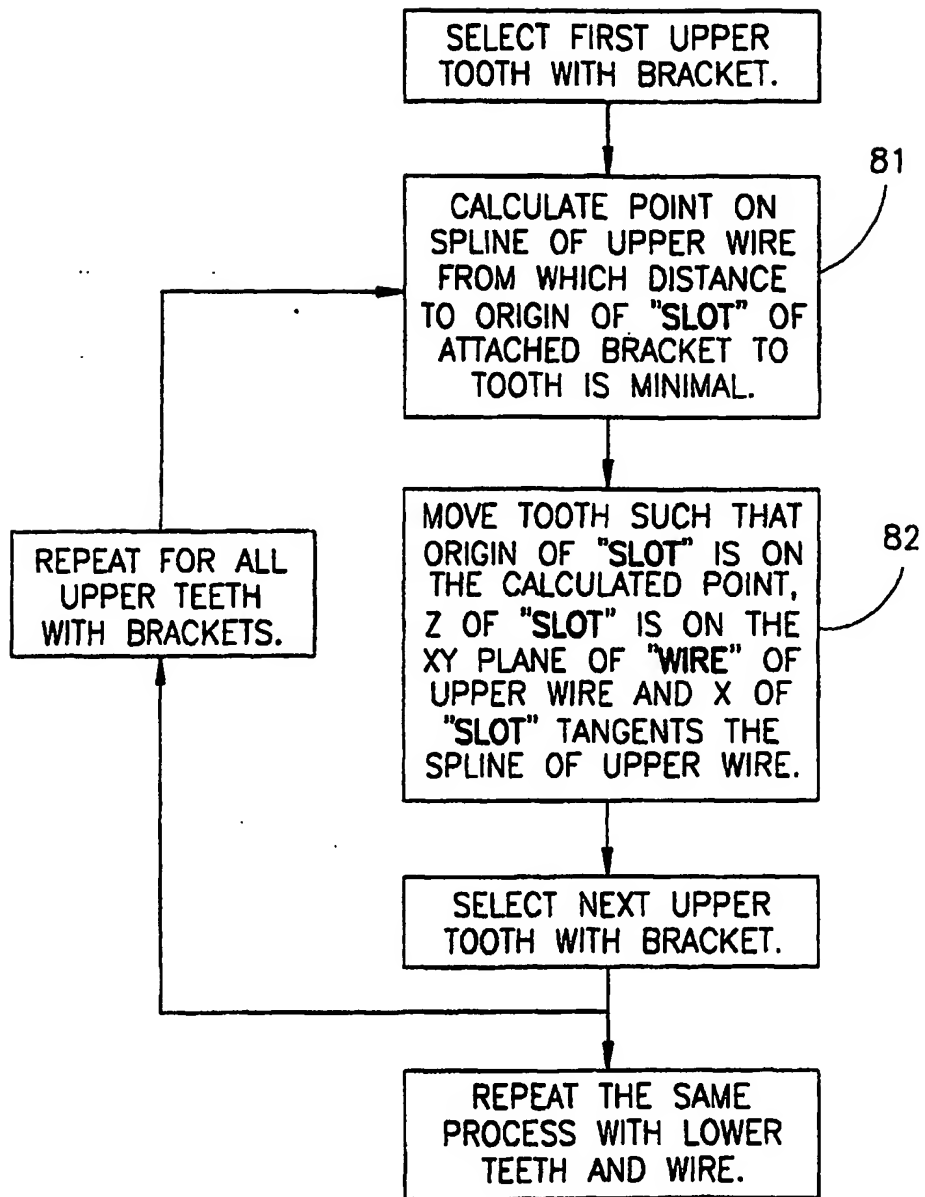 SELECT FIRST UPPER
TOOTH WITH BRACKET.
81
CALCULATE POINT ON
SPLINE OF UPPER WIRE
FROM WHICH DISTANCE
TO ORIGIN OF "SLOT" OF
ATTACHED BRACKET TO
TOOTH IS MINIMAL.
MOVE TOOTH SUCH THAT
ORIGIN OF "SLOT" IS ON
THE CALCULATED POINT,
Z OF "SLOT" IS ON THE
XY PLANE OF "WIRE" OF
UPPER WIRE AND X OF
"SLOT" TANGENTS THE
SPLINE OF UPPER WIRE.
82
REPEAT FOR ALL
UPPER TEETH
WITH BRACKETS.
SELECT NEXT UPPER
TOOTH WITH BRACKET.
REPEAT THE SAME
PROCESS WITH LOWER
TEETH AND WIRE.